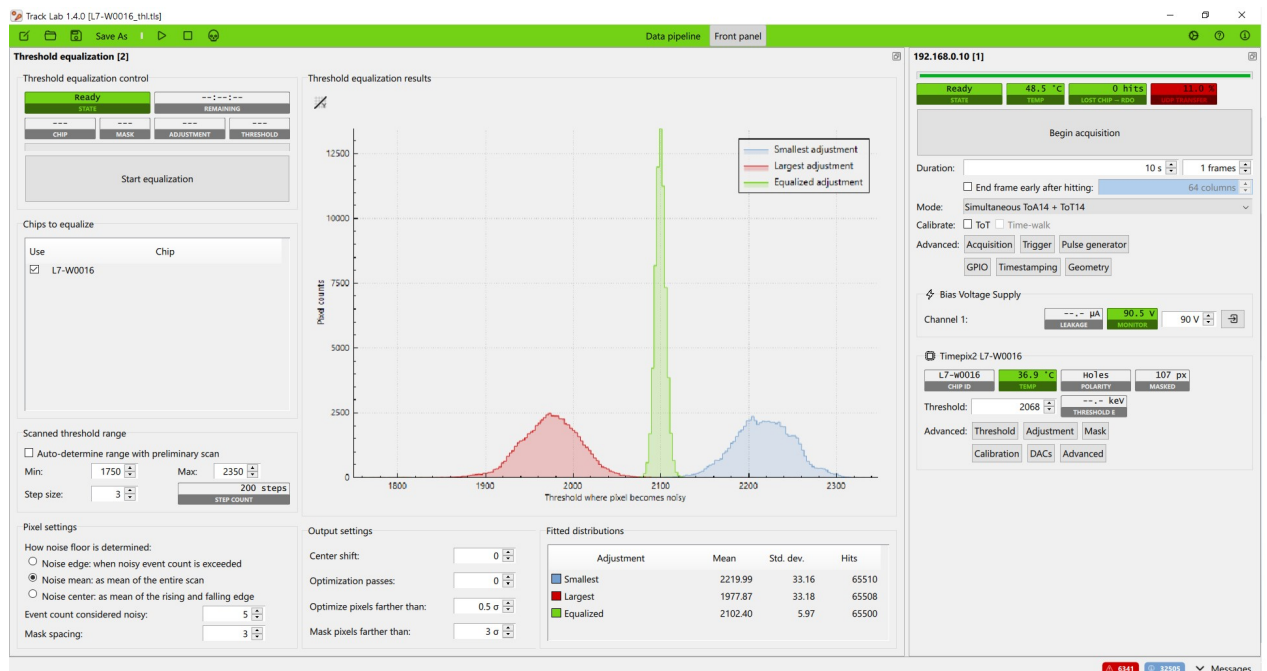 Track Lab 1.4.0 [L7-W0016_thl.tls]
Save As
Data pipeline Front panel
Threshold equalization [2]
Threshold equalization control
Ready
STATE
--:--:--
REMAINING
---
CHIP
---
MASK
---
ADJUSTMENT
---
THRESHOLD
Start equalization
Chips to equalize
Use Chip
L7-W0016
Scanned threshold range
Auto-determine range with preliminary scan
Min: 1750 Max: 2350
Step size: 3 200 steps
STEP COUNT
Pixel settings
How noise floor is determined:
Noise edge: when noisy event count is exceeded
Noise mean: as mean of the entire scan
Noise center: as mean of the rising and falling edge
Event count considered noisy: 5
Mask spacing: 3
Threshold equalization results
Smallest adjustment
Largest adjustment
Equalized adjustment
12500
10000
7500
5000
2500
0
Pixel counts
1800 1900 2000 2100 2200 2300
Threshold where pixel becomes noisy
Output settings
Center shift: 0
Optimization passes: 0
Optimize pixels farther than: 0.5 σ
Mask pixels farther than: 3 σ
Fitted distributions
Adjustment Mean Std. dev. Hits
Smallest 2219.99 33.16 65510
Largest 1977.87 33.18 65508
Equalized 2102.40 5.97 65500
192.168.0.10 [1]
Ready
STATE
48.5 °C
TEMP
0 hits
LOST CHIP → RDO
11.0 %
Begin acquisition
Duration: 10 s 1 frames
End frame early after hitting: 64 columns
Mode: Simultaneous ToA14 + ToT14
Calibrate: ToT Time-walk
Advanced: Acquisition Trigger Pulse generator
GPIO Timestamping Geometry
Bias Voltage Supply
Channel 1: --.- µA
LEAKAGE
90.5 V
MONITOR
90 V
Timepix2 L7-W0016
L7-W0016
CHIP ID
36.9 °C
TEMP
Holes
POLARITY
107 px
MASKED
Threshold: 2068 --.- keV
THRESHOLD E
Advanced: Threshold Adjustment Mask
Calibration DACs Advanced
6341 32505 Messages